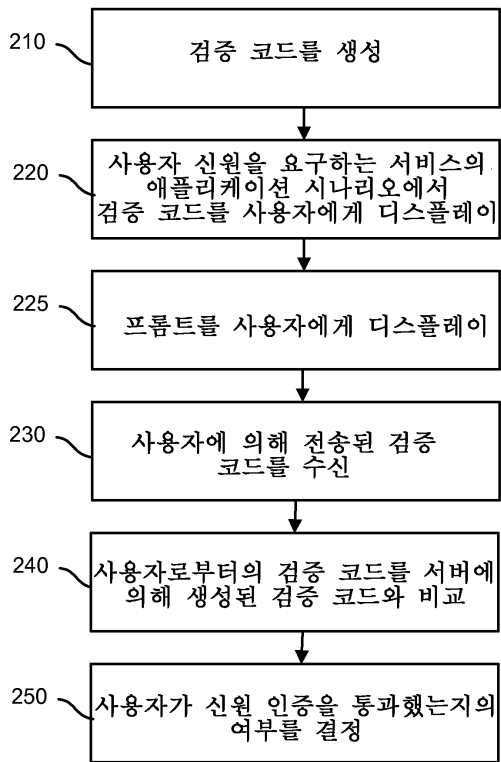 210
검증 코드를 생성
220
사용자 신원을 요구하는 서비스의
애플리케이션 시나리오에서
검증 코드를 사용자에게 디스플레이
225
프롬트를 사용자에게 디스플레이
230
사용자에 의해 전송된 검증
코드를 수신
240
사용자로부터의 검증 코드를 서버에
의해 생성된 검증 코드와 비교
250
사용자가 신원 인증을 통과했는지의
여부를 결정